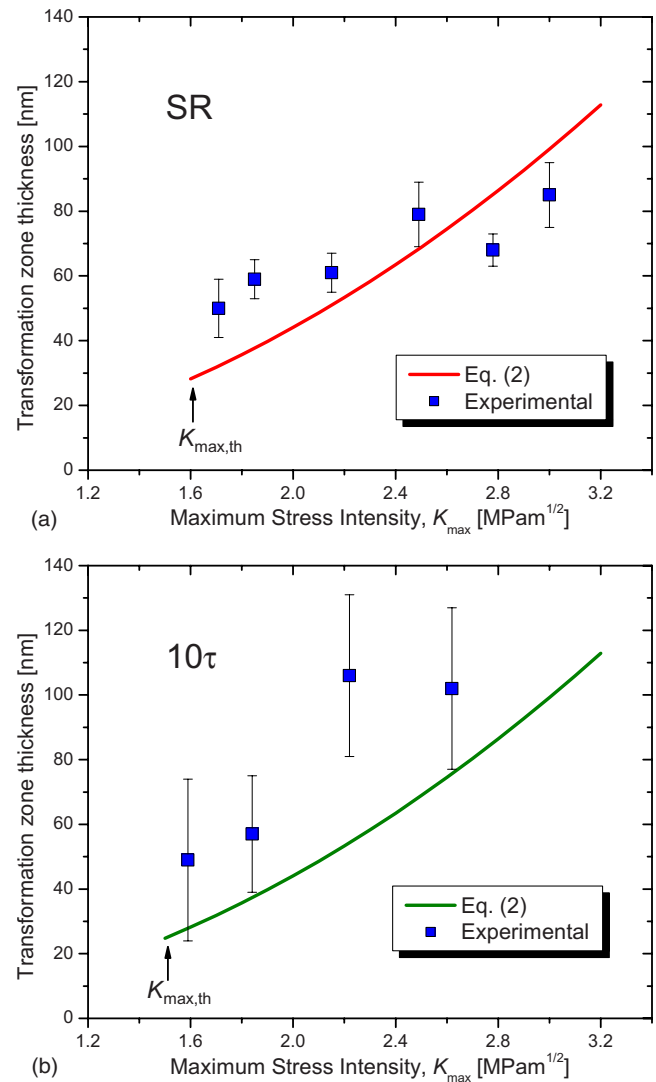 140
120
100
80
60
40
20
0
Transformation zone thickness [nm]
SR
Eq. (2)
Experimental
K_max,th
1.2 1.6 2.0 2.4 2.8 3.2
(a) Maximum Stress Intensity, K_max [MPam^1/2]
140
120
100
80
60
40
20
0
Transformation zone thickness [nm]
10τ
Eq. (2)
Experimental
K_max,th
1.2 1.6 2.0 2.4 2.8 3.2
(b) Maximum Stress Intensity, K_max [MPam^1/2]